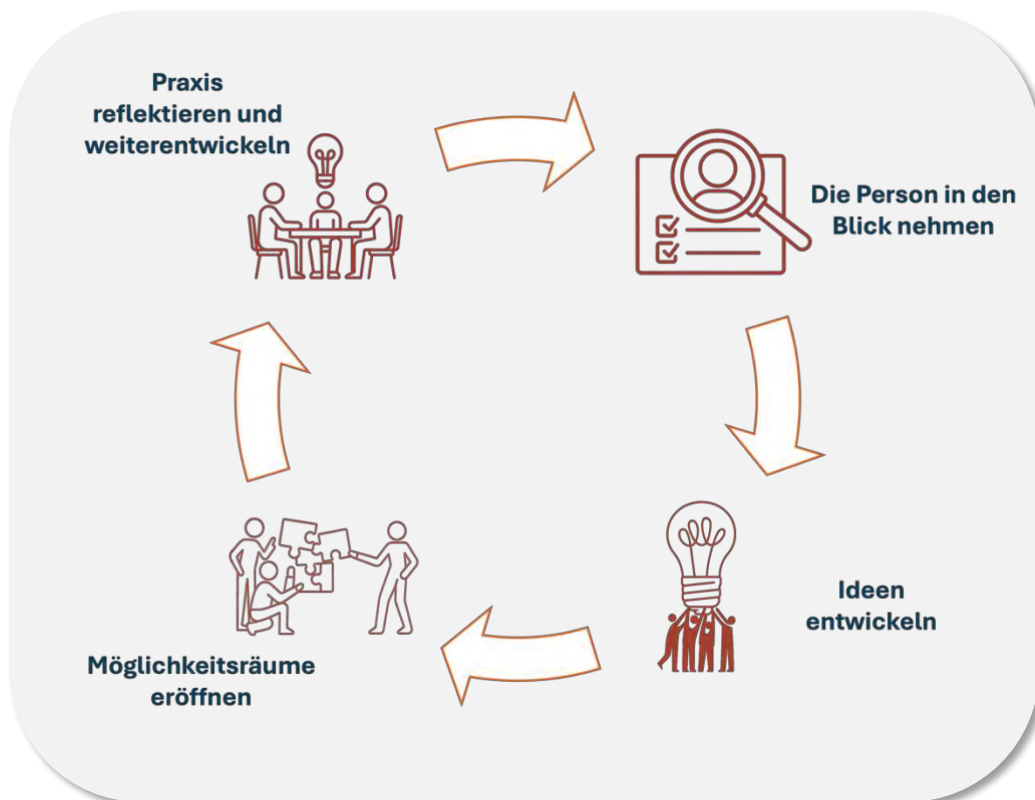 Praxis
reflektieren und
weiterentwickeln
Die Person in den
Blick nehmen
Ideen
entwickeln
Möglichkeitsräume
eröffnen